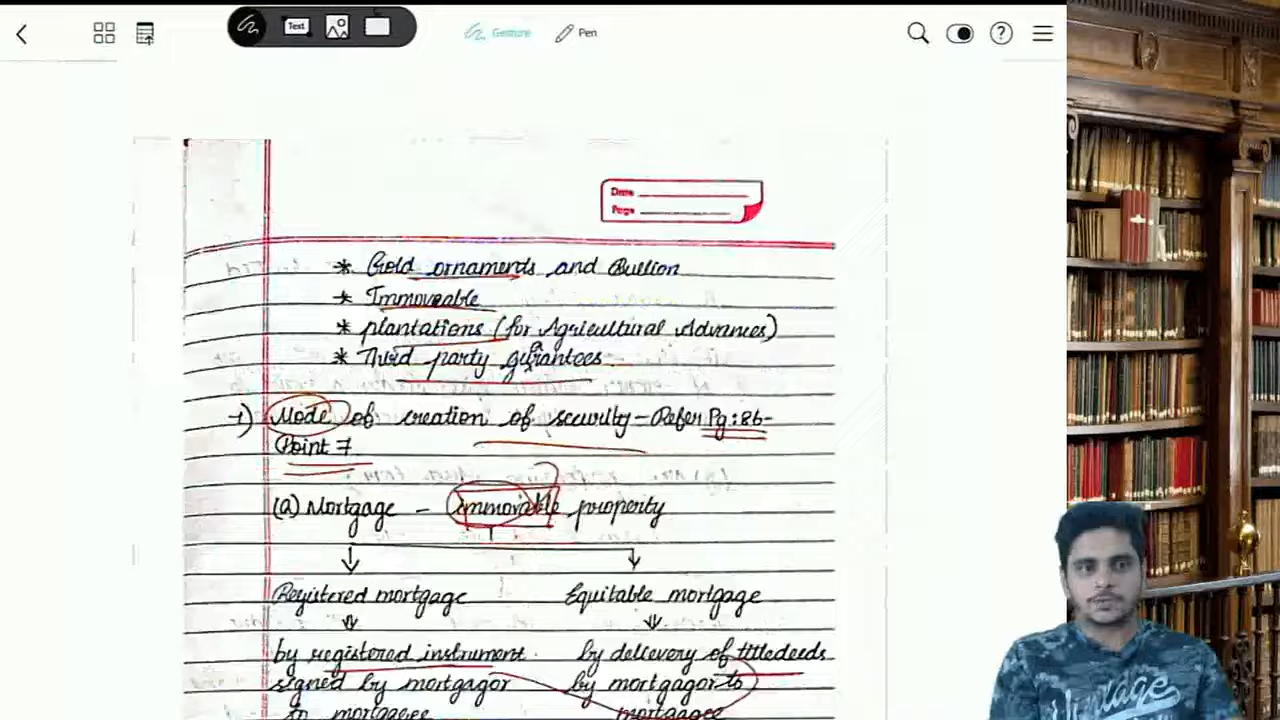 Text
Gesture
Pen
Date
Page
* Gold ornaments and Bullion
* Immoveable
* plantations (for Agricultural Advances)
* Third party gurantees
a
i) Mode of creation of security - Refer Pg:86-
Point 7
(a) Mortgage - immovable property
Registered mortgage Equitable mortgage
by registered instrument. by delievery of titledeeds
signed by mortgagor by mortgagor to
to mortgagee mortgagee